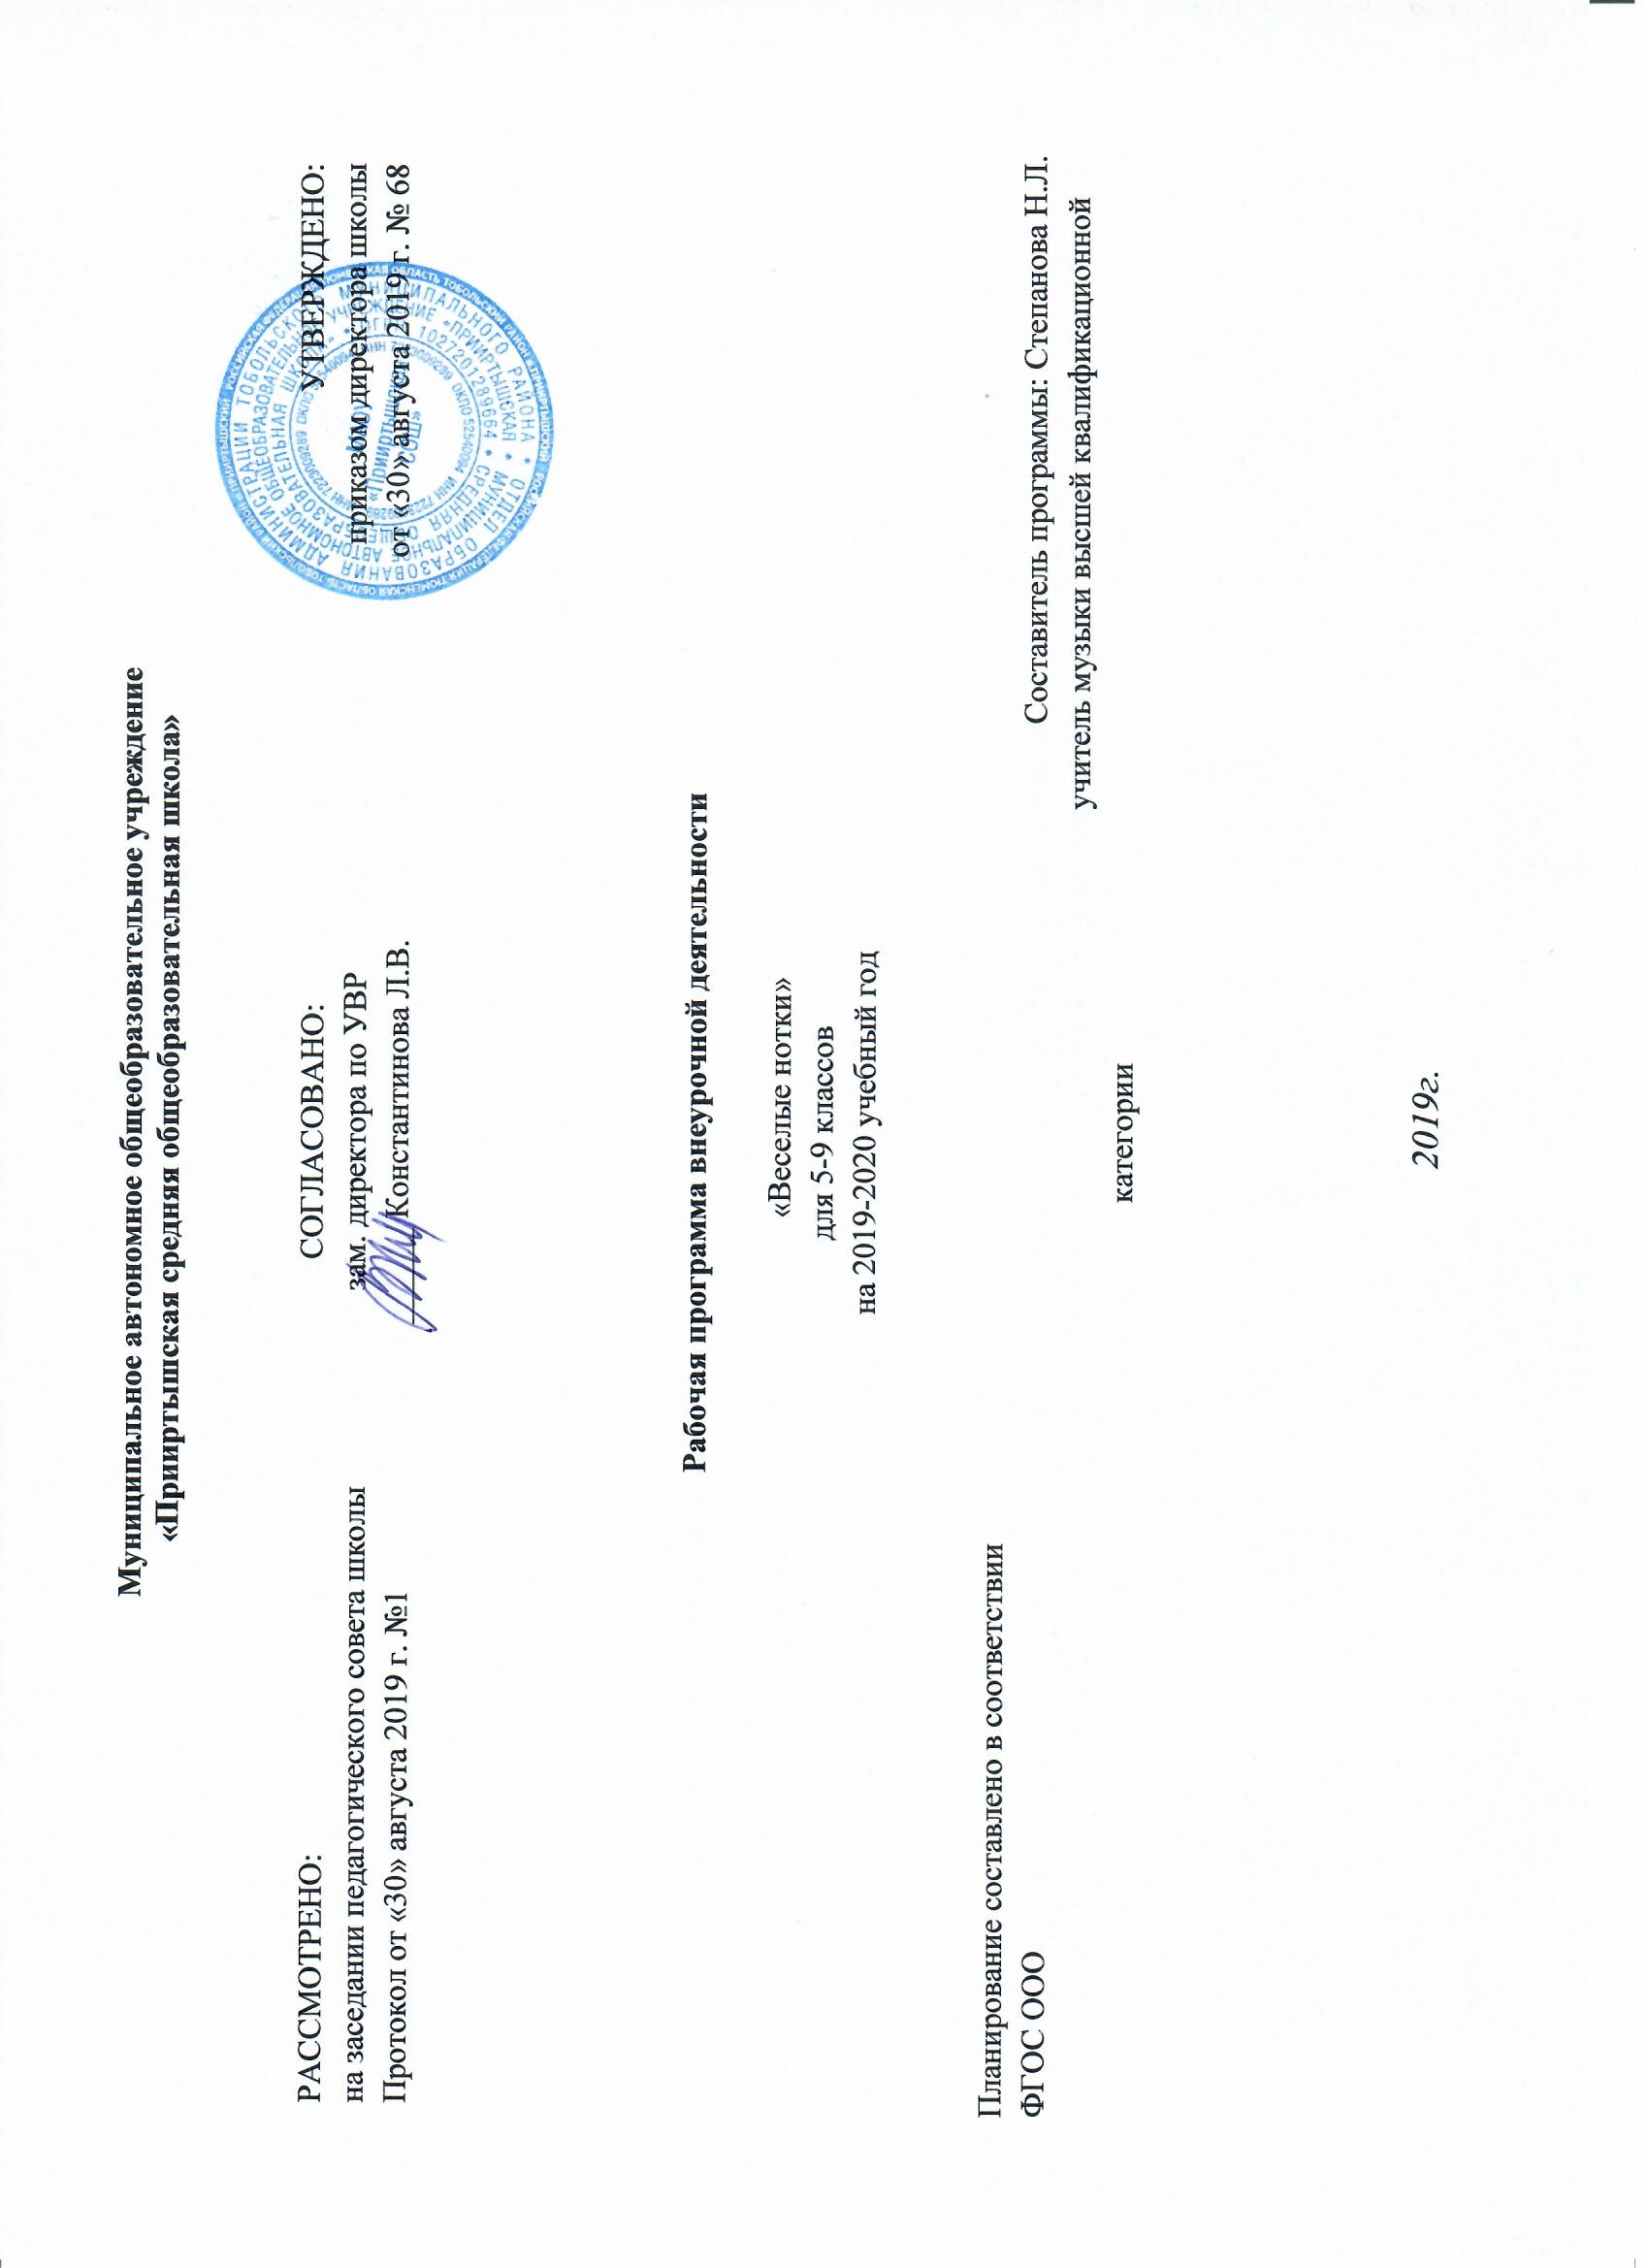 Муниципальное автономное общеобразовательное учреждение
«Прииртышская средняя общеобразовательная школа»
РАССМОТРЕНО:
на заседании педагогического совета школы
Протокол от «30» августа 2019 г. №1
СОГЛАСОВАНО:
зам. директора по УВР
Константинова Л.В.
УТВЕРЖДЕНО:
приказом директора школы
от «30» августа 2019 г. № 68
Рабочая программа внеурочной деятельности
«Веселые нотки»
для 5-9 классов
на 2019-2020 учебный год
Планирование составлено в соответствии
ФГОС ООО
Составитель программы: Степанова Н.Л.
учитель музыки высшей квалификационной
категории
2019г.